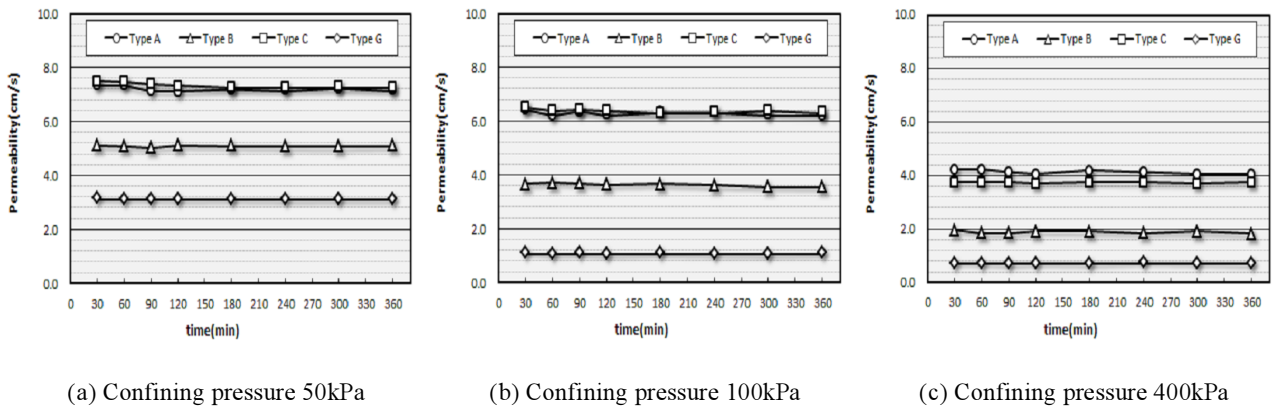 10.0
8.0
6.0
4.0
2.0
0.0
Permeability(cm/s)
Type A Type B Type C Type G
0 30 60 90 120 150 180 210 240 270 300 330 360
time(min)
(a) Confining pressure 50kPa
10.0
8.0
6.0
4.0
2.0
0.0
Permeability(cm/s)
Type A Type B Type C Type G
0 30 60 90 120 150 180 210 240 270 300 330 360
time(min)
(b) Confining pressure 100kPa
10.0
8.0
6.0
4.0
2.0
0.0
Permeability(cm/s)
Type A Type B Type C Type G
0 30 60 90 120 150 180 210 240 270 300 330 360
time(min)
(c) Confining pressure 400kPa